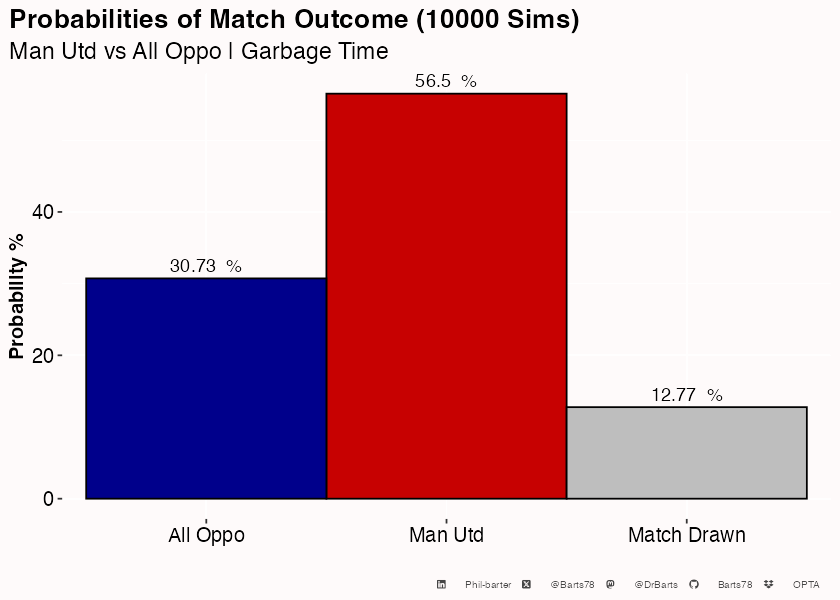 Probabilities of Match Outcome (10000 Sims)
Man Utd vs All Oppo | Garbage Time
56.5 %
40
30.73 %
Probability %
20
12.77 %
0
All Oppo Man Utd Match Drawn
Phil-barter @Barts78 @DrBarts Barts78 OPTA